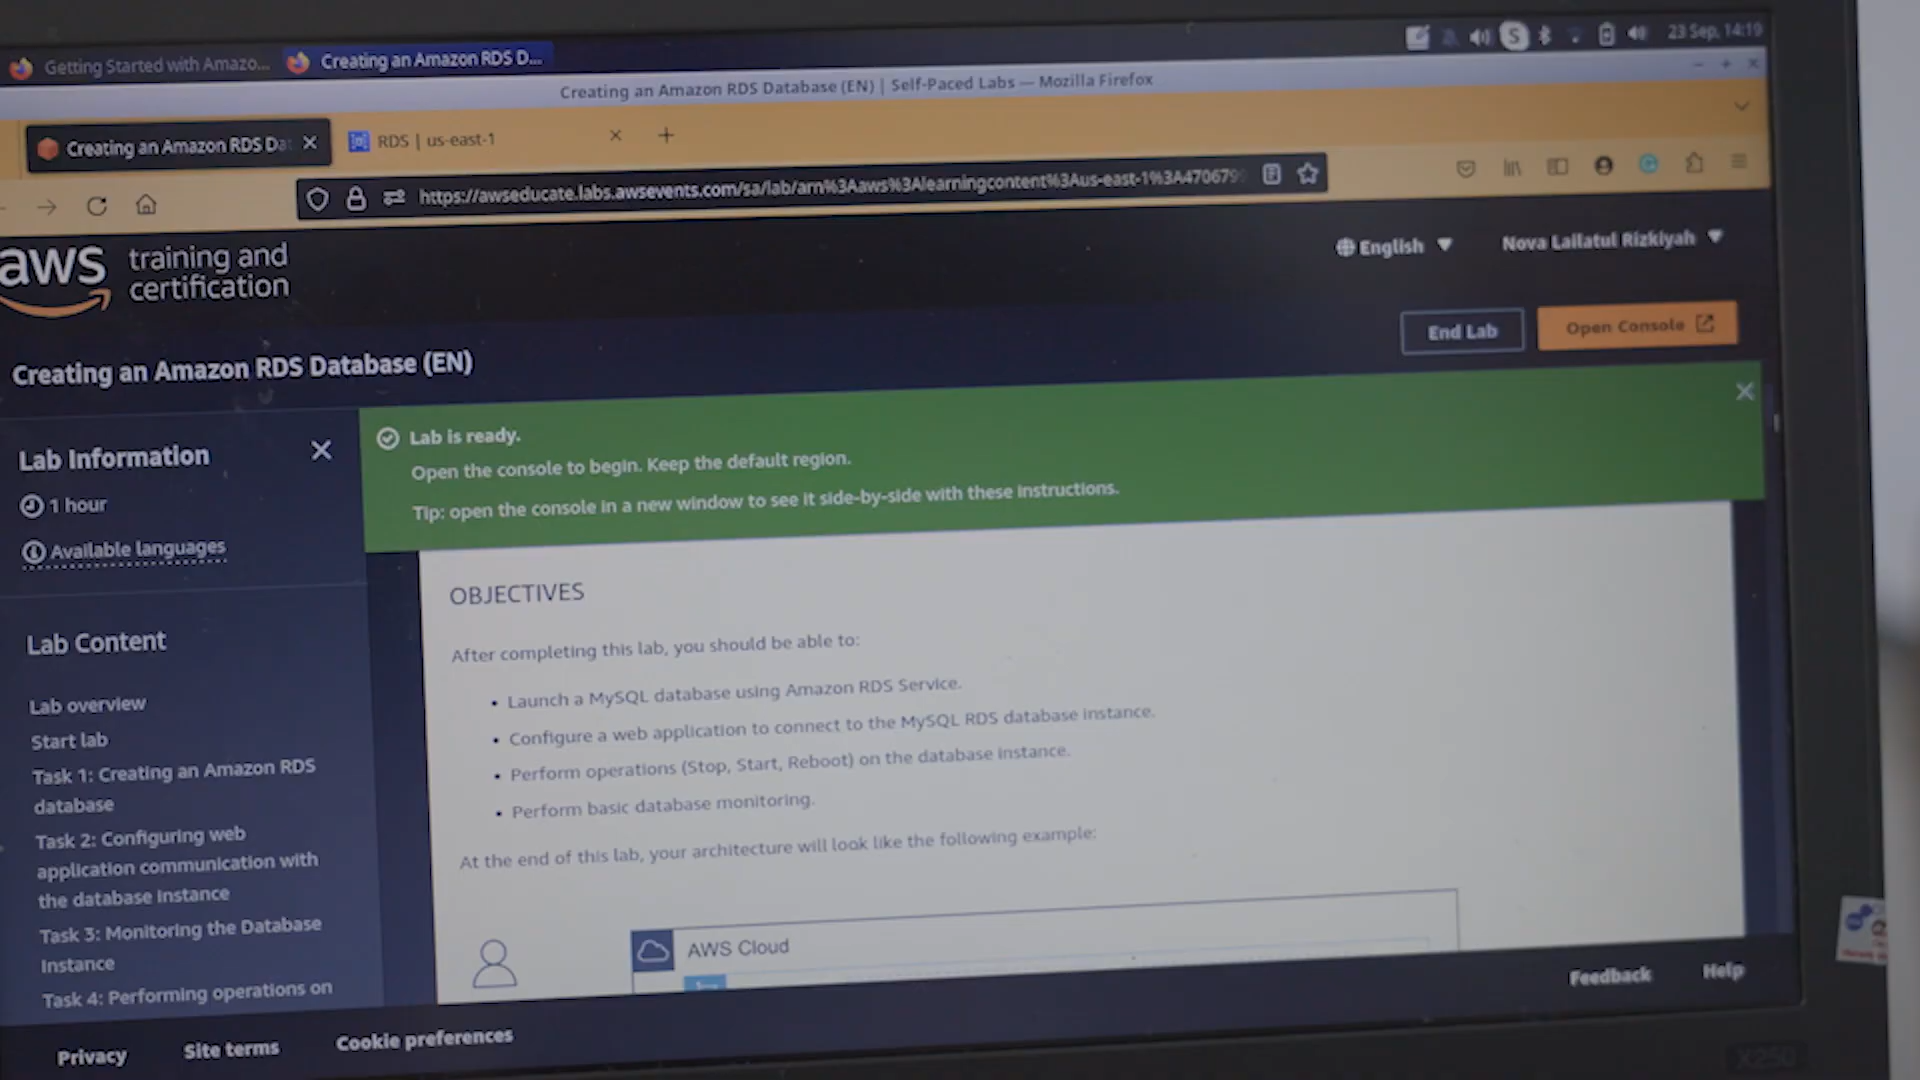 Getting Started with Amazo...
Creating an Amazon RDS D...
23 Sep, 14:19
Creating an Amazon RDS Database (EN) | Self-Paced Labs — Mozilla Firefox
Creating an Amazon RDS Da
RDS | us-east-1
https://awseducate.labs.awsevents.com/sa/lab/arn%3Aaws%3Alearningcontent%3Aus-east-1%3A470679
aws training and certification
English
Nova Lailatul Rizkiyah
End Lab
Open Console
Creating an Amazon RDS Database (EN)
Lab Information
1 hour
Available languages
Lab is ready.
Open the console to begin. Keep the default region.
Tip: open the console in a new window to see it side-by-side with these instructions.
Lab Content
Lab overview
Start lab
Task 1: Creating an Amazon RDS
database
Task 2: Configuring web
application communication with
the database instance
Task 3: Monitoring the Database
Instance
Task 4: Performing operations on
OBJECTIVES
After completing this lab, you should be able to:
• Launch a MySQL database using Amazon RDS Service.
• Configure a web application to connect to the MySQL RDS database instance.
• Perform operations (Stop, Start, Reboot) on the database instance.
• Perform basic database monitoring.
At the end of this lab, your architecture will look like the following example:
AWS Cloud
Feedback
Help
Privacy
Site terms
Cookie preferences
X250